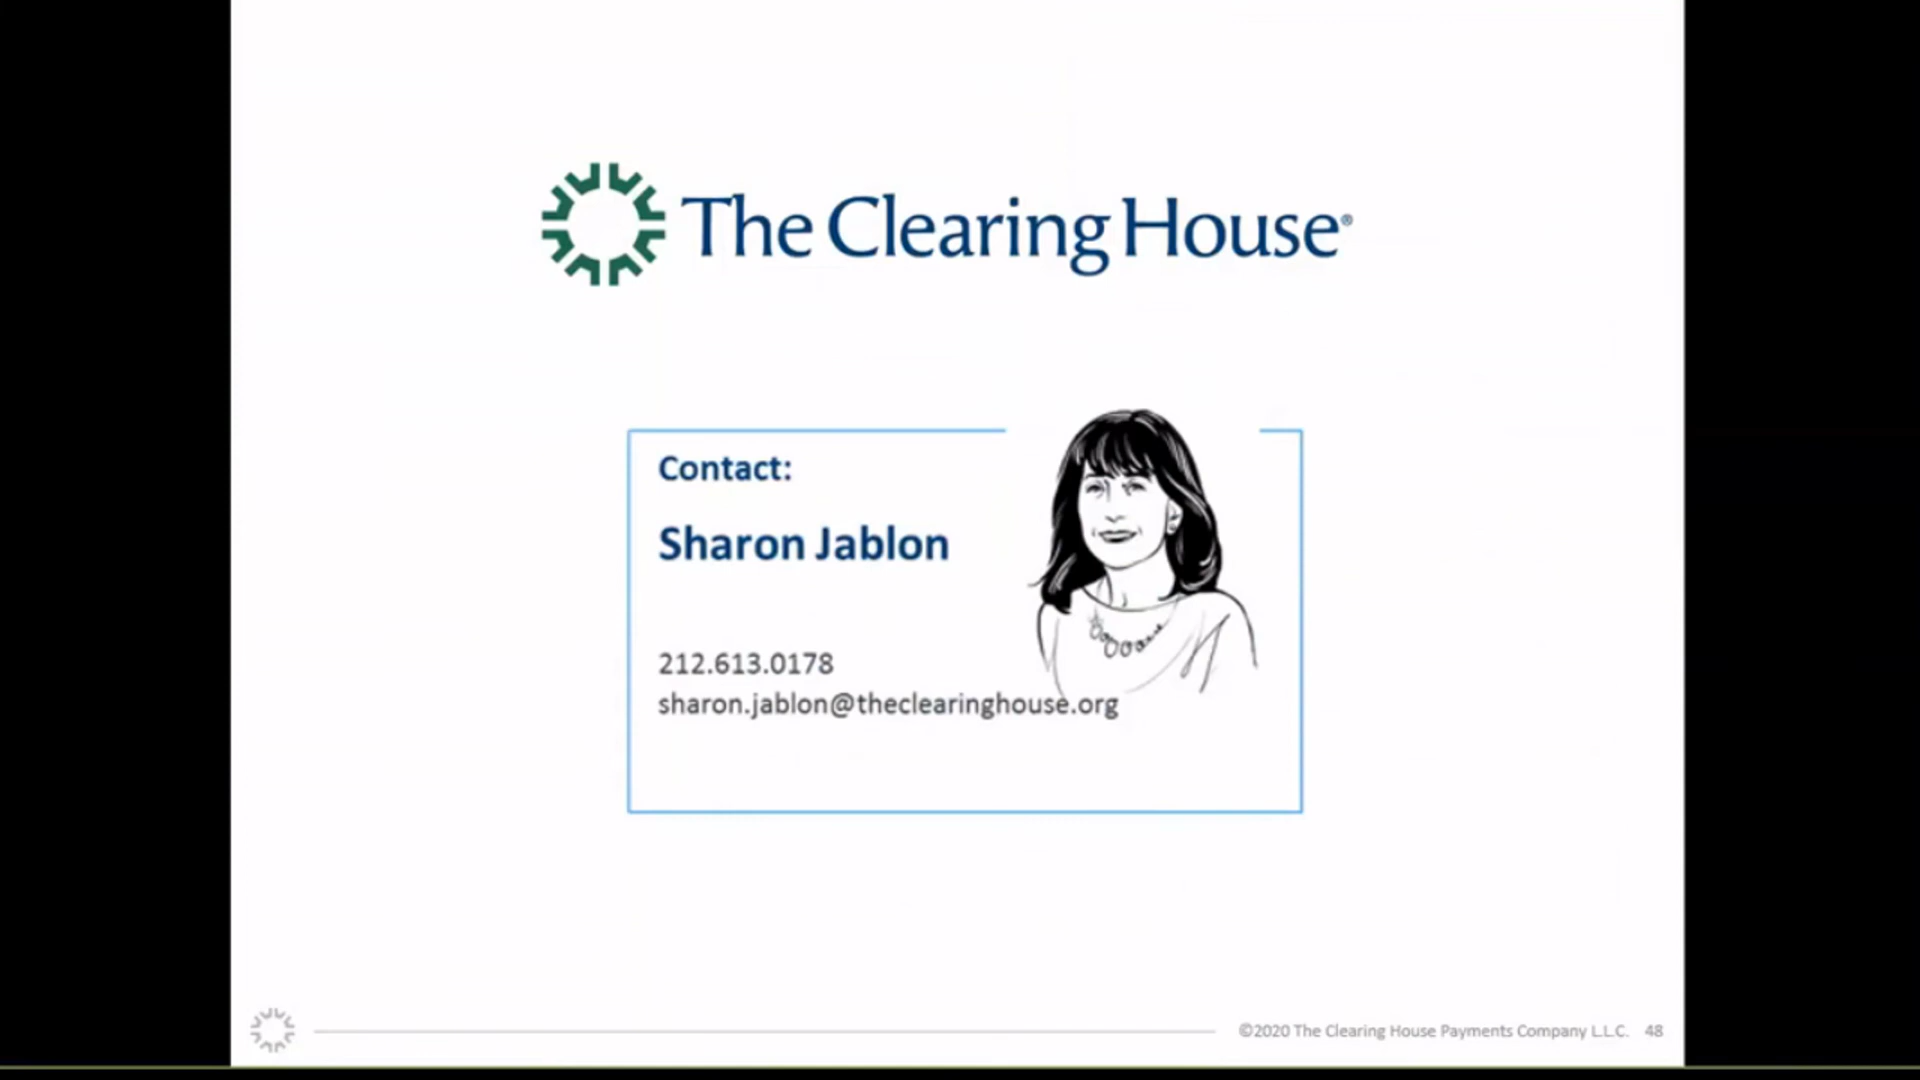 The Clearing House®
Contact:
Sharon Jablon
212.613.0178
sharon.jablon@theclearinghouse.org
©2020 The Clearing House Payments Company L.L.C. 48